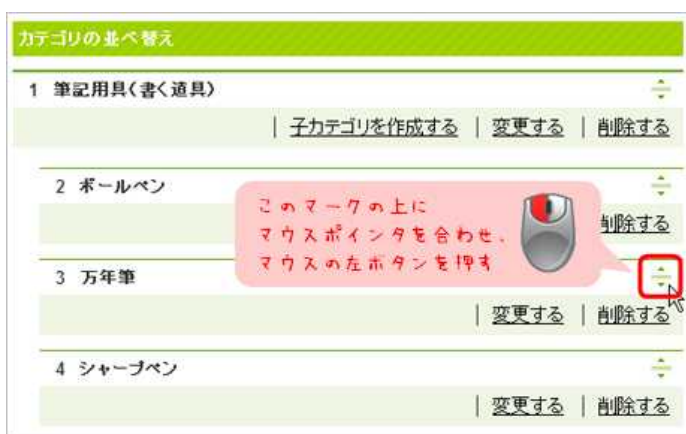 カテゴリの並べ替え
1 筆記用具(書く道具)
| 子カテゴリを作成する | 変更する | 削除する
2 ボールペン
削除する
このマークの上に
マウスポインタを合わせ、
マウスの左ボタンを押す
3 万年筆
| 変更する | 削除する
4 シャープペン
| 変更する | 削除する